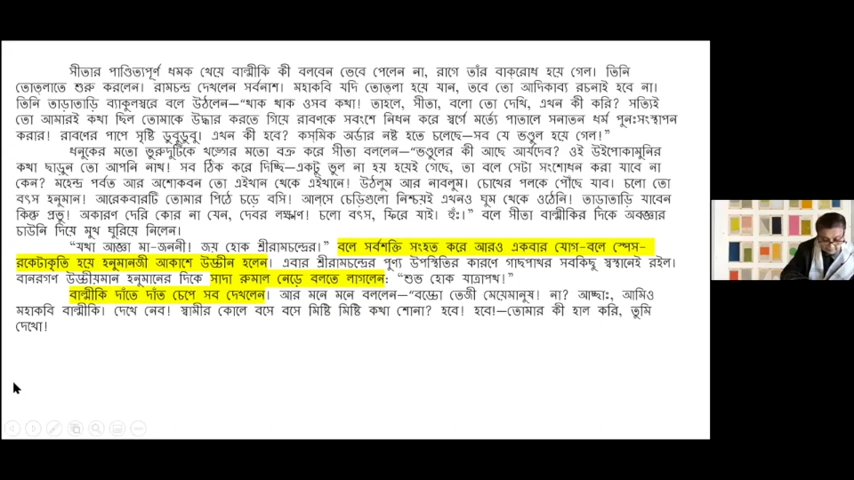 সীতার পাণ্ডিত্যপূর্ণ ধমক খেয়ে বাল্মীকি কী বলবেন ভেবে পেলেন না, রাগে তাঁর বাক্‌রোধ হয়ে গেল। তিনি
তোত্‌লাতে শুরু করলেন। রামচন্দ্র দেখলেন সর্বনাশ। মহাকবি যদি তোত্‌লা হয়ে যান, তবে তো আদিকাব্য রচনাই হবে না।
তিনি তাড়াতাড়ি ব্যাকুলস্বরে বলে উঠলেন—“থাক থাক ওসব কথা! তাহলে, সীতা, বলো তো দেখি, এখন কী করি? সত্যিই
তো আমারই কথা ছিল তোমাকে উদ্ধার করতে গিয়ে রাবণকে সবংশে নিধন করে স্বর্গে মর্ত্যে পাতালে সনাতন ধর্ম পুনঃসংস্থাপন
করার! রাবণের পাপে সৃষ্টি ডুবুডুবু। এখন কী হবে? কস্‌মিক অর্ডার নষ্ট হতে চলেছে—সব যে ভণ্ডুল হয়ে গেল!”
ধনুকের মতো ভুরুদুটিকে খড়্গের মতো বক্র করে সীতা বললেন—“ভণ্ডুলের কী আছে আর্যদেব? ওই উইপোকামুনির
কথা ছাড়ুন তো আপনি নাথ! সব ঠিক করে দিচ্ছি—একটু ভুল না হয় হয়েই গেছে, তা বলে সেটা সংশোধন করা যাবে না
কেন? মহেন্দ্র পর্বত আর অশোকবন তো এইখান থেকে এইখানে! উঠলুম আর নাবলুম। চোখের পলকে পৌঁছে যাব। চলো তো
বৎস হনুমান! আরেকবারটি তোমার পিঠে চড়ে বসি। আল্‌সে চেড়িগুলো নিশ্চয়ই এখনও ঘুম থেকে ওঠেনি। তাড়াতাড়ি যাবেন
কিন্তু প্রভু! অকারণ দেরি কোর না যেন, দেবর লক্ষ্মণ। চলো বৎস, ফিরে যাই। হুঁঃ।” বলে সীতা বাল্মীকির দিকে অবজ্ঞার
চাউনি দিয়ে মুখ ঘুরিয়ে নিলেন।
“যথা আজ্ঞা মা-জননী! জয় হোক শ্রীরামচন্দ্রের।” বলে সর্বশক্তি সংহত করে আরও একবার যোগ-বলে স্পেস-
রকেটাকৃতি হয়ে হনুমানজী আকাশে উড্ডীন হলেন। এবার শ্রীরামচন্দ্রের পুণ্য উপস্থিতির কারণে গাছপাথর সবকিছু স্বস্থানেই রইল।
বানরগণ উড্ডীয়মান হনুমানের দিকে সাদা রুমাল নেড়ে বলতে লাগলেন: “শুভ হোক যাত্রাপথ!”
বাল্মীকি দাঁতে দাঁত চেপে সব দেখলেন। আর মনে মনে বললেন—“বড্ডো তেজী মেয়েমানুষ! না? আচ্ছাঃ, আমিও
মহাকবি বাল্মীকি। দেখে নেব! স্বামীর কোলে বসে বসে মিষ্টি মিষ্টি কথা শোনা? হবে! হবে!—তোমার কী হাল করি, তুমি
দেখো!